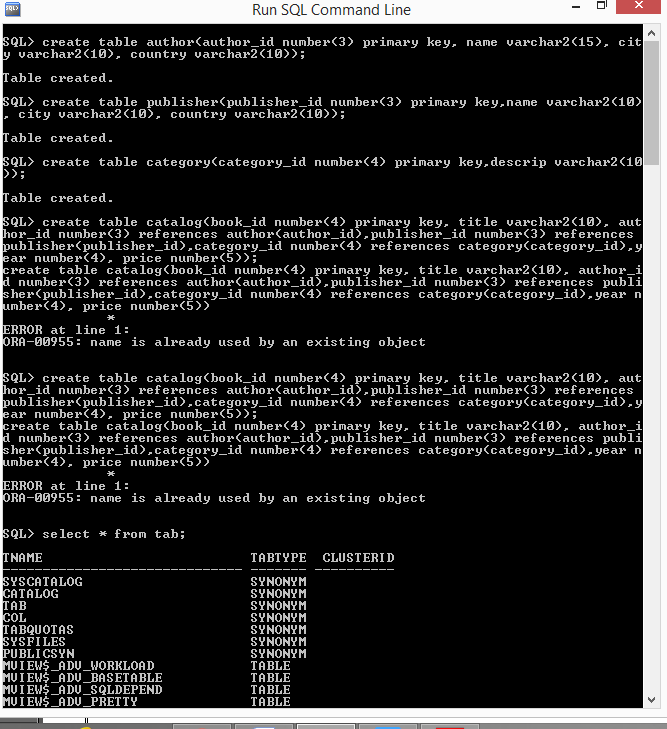 Run SQL Command Line
SQL> create table author(author_id number(3) primary key, name varchar2(15), cit
y varchar2(10), country varchar2(10));
Table created.
SQL> create table publisher(publisher_id number(3) primary key,name varchar2(10)
, city varchar2(10), country varchar2(10));
Table created.
SQL> create table category(category_id number(4) primary key,descrip varchar2(10
));
Table created.
SQL> create table catalog(book_id number(4) primary key, title varchar2(10), aut
hor_id number(3) references author(author_id),publisher_id number(3) references
publisher(publisher_id),category_id number(4) references category(category_id),y
ear number(4), price number(5));
create table catalog(book_id number(4) primary key, title varchar2(10), author_i
d number(3) references author(author_id),publisher_id number(3) references publi
sher(publisher_id),category_id number(4) references category(category_id),year n
umber(4), price number(5))
*
ERROR at line 1:
ORA-00955: name is already used by an existing object
SQL> create table catalog(book_id number(4) primary key, title varchar2(10), aut
hor_id number(3) references author(author_id),publisher_id number(3) references
publisher(publisher_id),category_id number(4) references category(category_id),y
ear number(4), price number(5));
create table catalog(book_id number(4) primary key, title varchar2(10), author_i
d number(3) references author(author_id),publisher_id number(3) references publi
sher(publisher_id),category_id number(4) references category(category_id),year n
umber(4), price number(5))
*
ERROR at line 1:
ORA-00955: name is already used by an existing object
SQL> select * from tab;
TNAME TABTYPE CLUSTERID
------------------------------ ------- ----------
SYSCATALOG SYNONYM
CATALOG SYNONYM
TAB SYNONYM
COL SYNONYM
TABQUOTAS SYNONYM
SYSFILES SYNONYM
PUBLICSYN SYNONYM
MVIEW$_ADV_WORKLOAD TABLE
MVIEW$_ADV_BASETABLE TABLE
MVIEW$_ADV_SQLDEPEND TABLE
MVIEW$_ADV_PRETTY TABLE